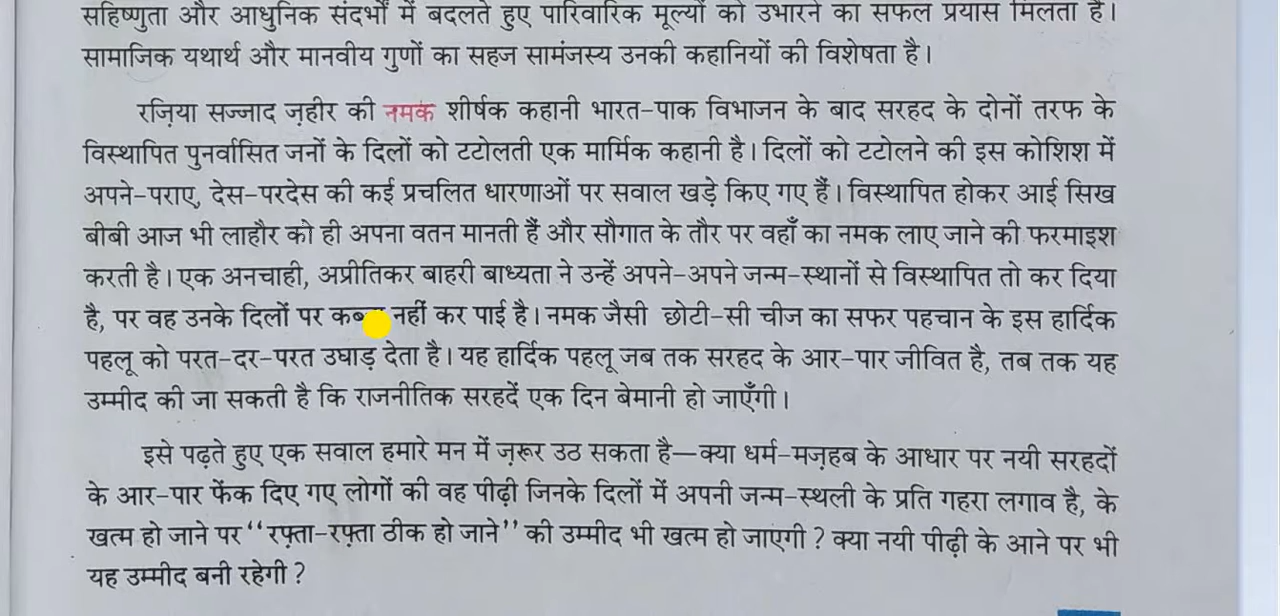 सहिष्णुता और आधुनिक संदर्भों में बदलते हुए पारिवारिक मूल्यों को उभारने का सफल प्रयास मिलता है।
सामाजिक यथार्थ और मानवीय गुणों का सहज सामंजस्य उनकी कहानियों की विशेषता है।
रज़िया सज्जाद ज़हीर की नमक शीर्षक कहानी भारत-पाक विभाजन के बाद सरहद के दोनों तरफ के
विस्थापित पुनर्वासित जनों के दिलों को टटोलती एक मार्मिक कहानी है। दिलों को टटोलने की इस कोशिश में
अपने-पराए, देस-परदेस की कई प्रचलित धारणाओं पर सवाल खड़े किए गए हैं। विस्थापित होकर आई सिख
बीबी आज भी लाहौर को ही अपना वतन मानती हैं और सौगात के तौर पर वहाँ का नमक लाए जाने की फरमाइश
करती है। एक अनचाही, अप्रीतिकर बाहरी बाध्यता ने उन्हें अपने-अपने जन्म-स्थानों से विस्थापित तो कर दिया
है, पर वह उनके दिलों पर नहीं कर पाई है। नमक जैसी छोटी-सी चीज का सफर पहचान के इस हार्दिक
पहलू को परत-दर-परत उघाड़ देता है। यह हार्दिक पहलू जब तक सरहद के आर-पार जीवित है, तब तक यह
उम्मीद की जा सकती है कि राजनीतिक सरहदें एक दिन बेमानी हो जाएँगी।
इसे पढ़ते हुए एक सवाल हमारे मन में ज़रूर उठ सकता है—क्या धर्म-मज़हब के आधार पर नयी सरहदों
के आर-पार फेंक दिए गए लोगों की वह पीढ़ी जिनके दिलों में अपनी जन्म-स्थली के प्रति गहरा लगाव है, के
खत्म हो जाने पर ‘‘रफ़्ता-रफ़्ता ठीक हो जाने’’ की उम्मीद भी खत्म हो जाएगी ? क्या नयी पीढ़ी के आने पर भी
यह उम्मीद बनी रहेगी ?